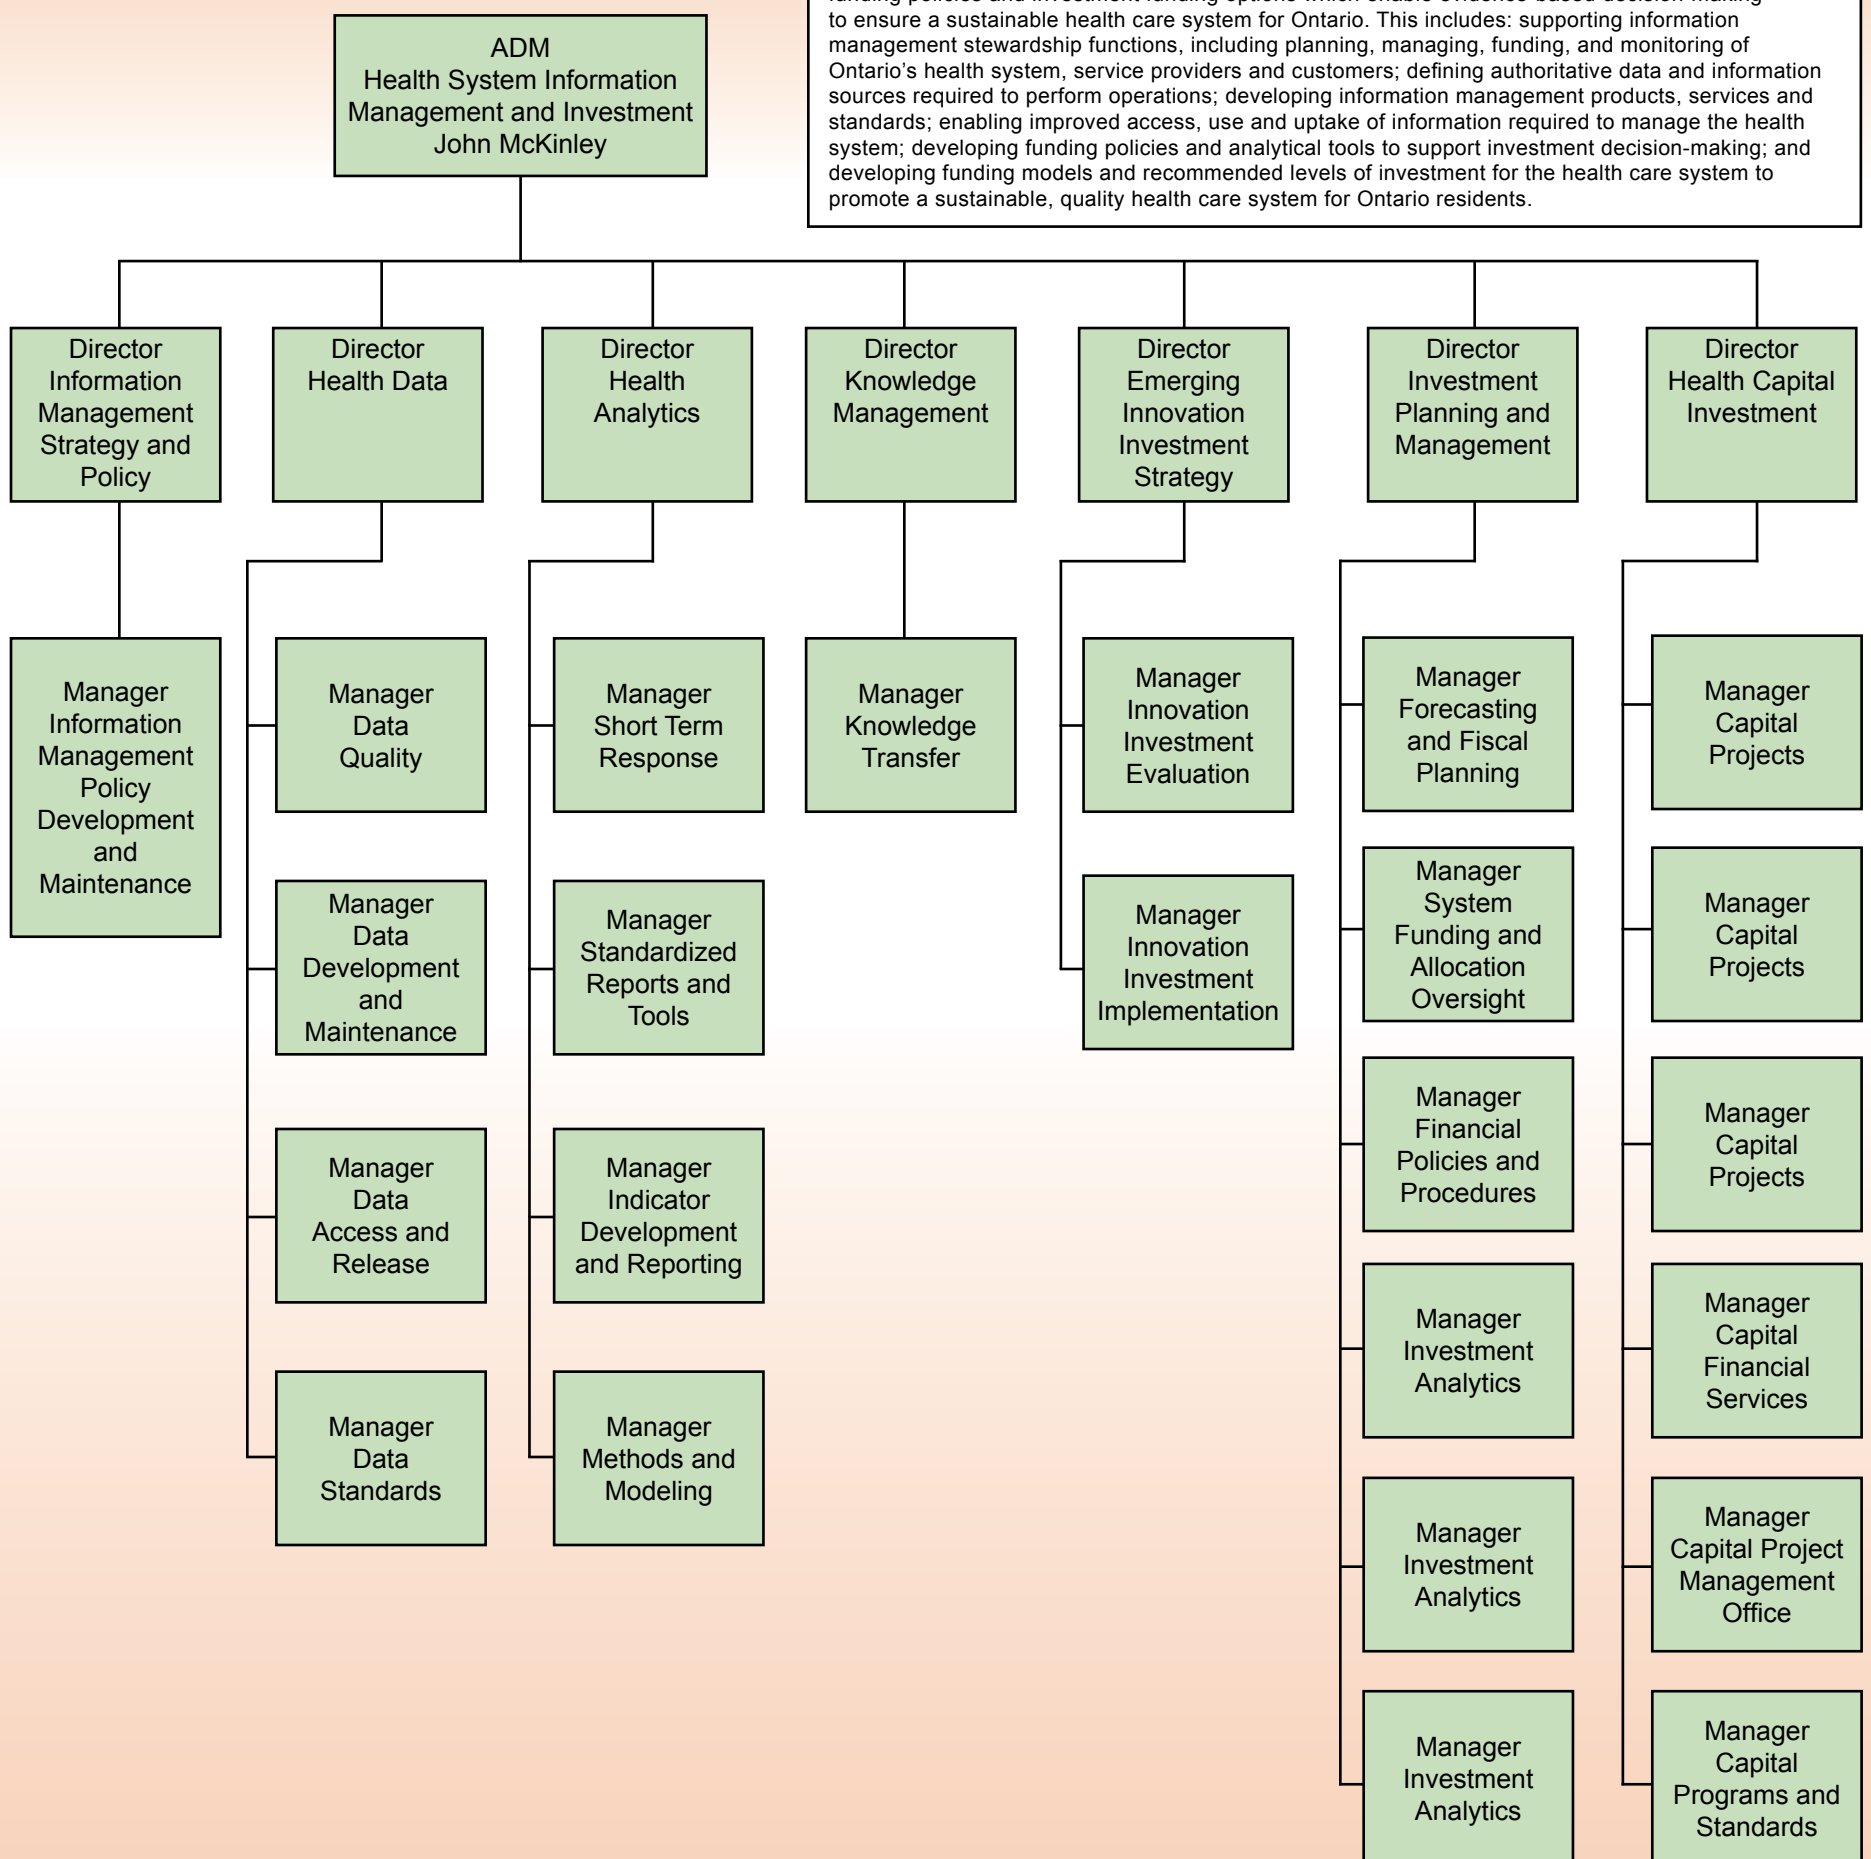 ADM
Health System Information
Management and Investment
John McKinley
to ensure a sustainable health care system for Ontario. This includes: supporting information
management stewardship functions, including planning, managing, funding, and monitoring of
Ontario’s health system, service providers and customers; defining authoritative data and information
sources required to perform operations; developing information management products, services and
standards; enabling improved access, use and uptake of information required to manage the health
system; developing funding policies and analytical tools to support investment decision-making; and
developing funding models and recommended levels of investment for the health care system to
promote a sustainable, quality health care system for Ontario residents.
Director
Information
Management
Strategy and
Policy
Director
Health Data
Director
Health
Analytics
Director
Knowledge
Management
Director
Emerging
Innovation
Investment
Strategy
Director
Investment
Planning and
Management
Director
Health Capital
Investment
Manager
Information
Management
Policy
Development
and
Maintenance
Manager
Data
Quality
Manager
Data
Development
and
Maintenance
Manager
Data
Access and
Release
Manager
Data
Standards
Manager
Short Term
Response
Manager
Standardized
Reports and
Tools
Manager
Indicator
Development
and Reporting
Manager
Methods and
Modeling
Manager
Knowledge
Transfer
Manager
Innovation
Investment
Evaluation
Manager
Innovation
Investment
Implementation
Manager
Forecasting
and Fiscal
Planning
Manager
System
Funding and
Allocation
Oversight
Manager
Financial
Policies and
Procedures
Manager
Investment
Analytics
Manager
Investment
Analytics
Manager
Investment
Analytics
Manager
Capital
Projects
Manager
Capital
Projects
Manager
Capital
Projects
Manager
Capital
Financial
Services
Manager
Capital Project
Management
Office
Manager
Capital
Programs and
Standards